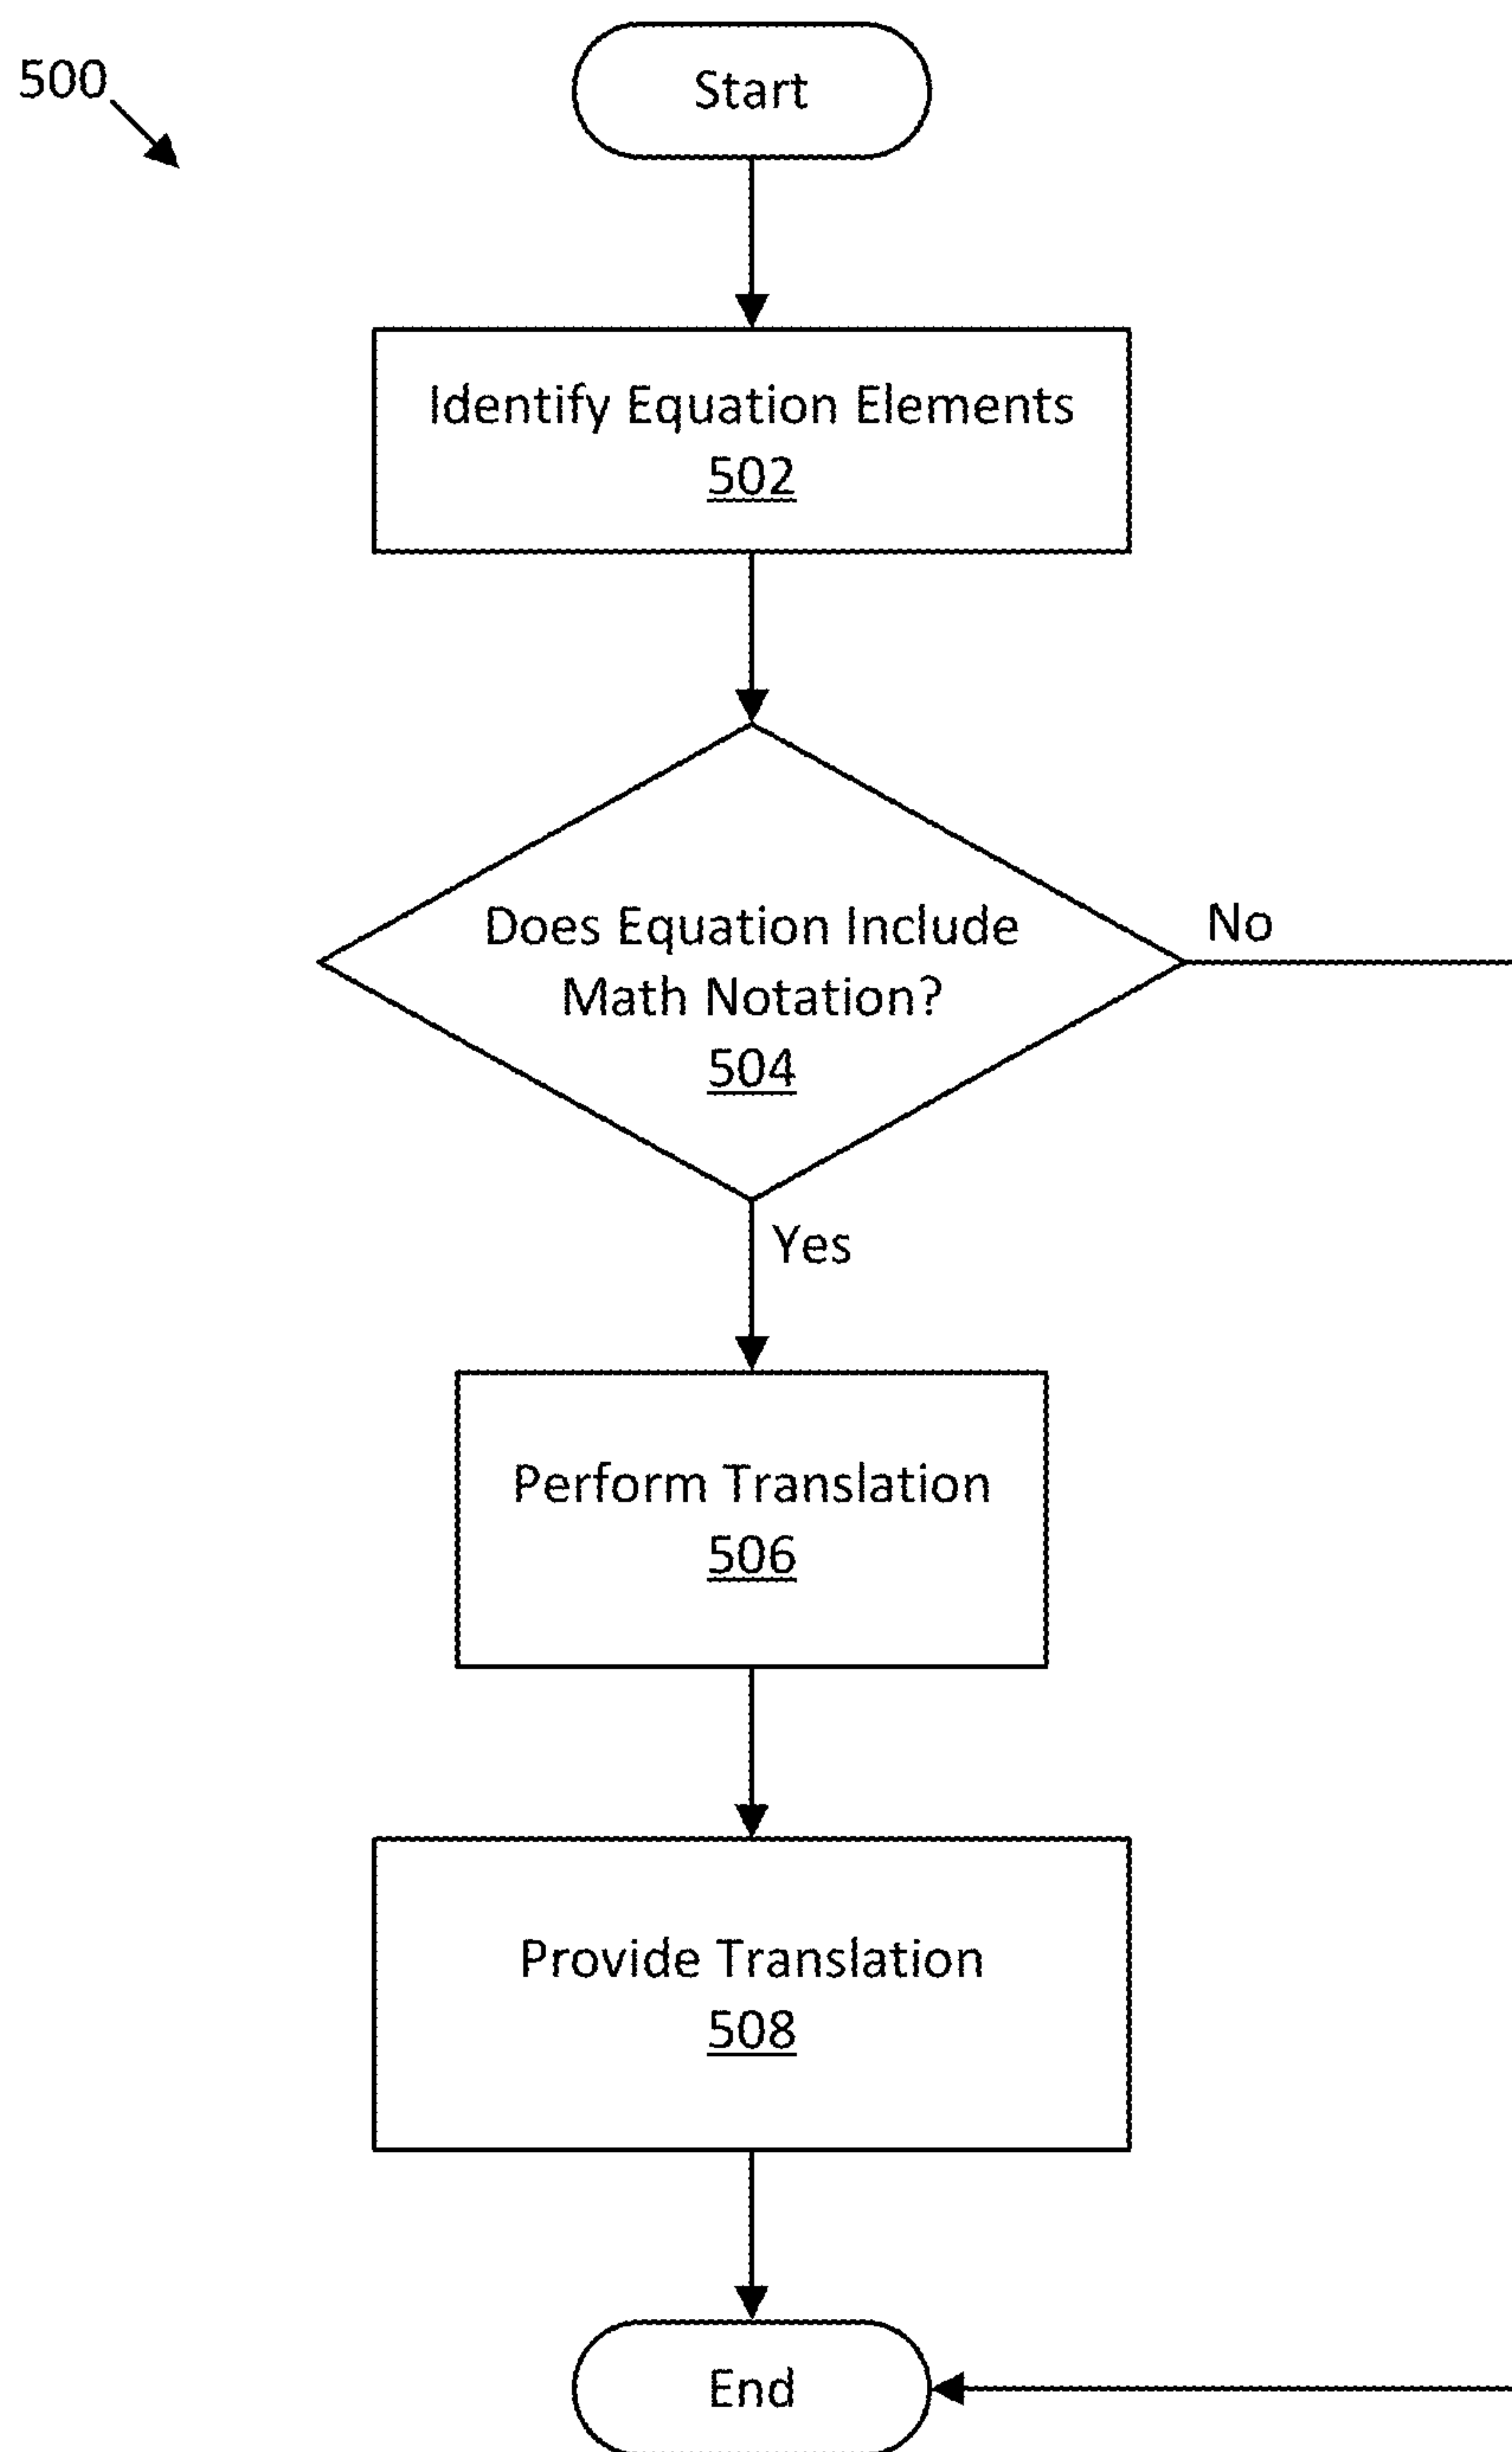 500
Start
Identify Equation Elements
502
Does Equation Include
Math Notation?
504
No
Yes
Perform Translation
506
Provide Translation
508
End